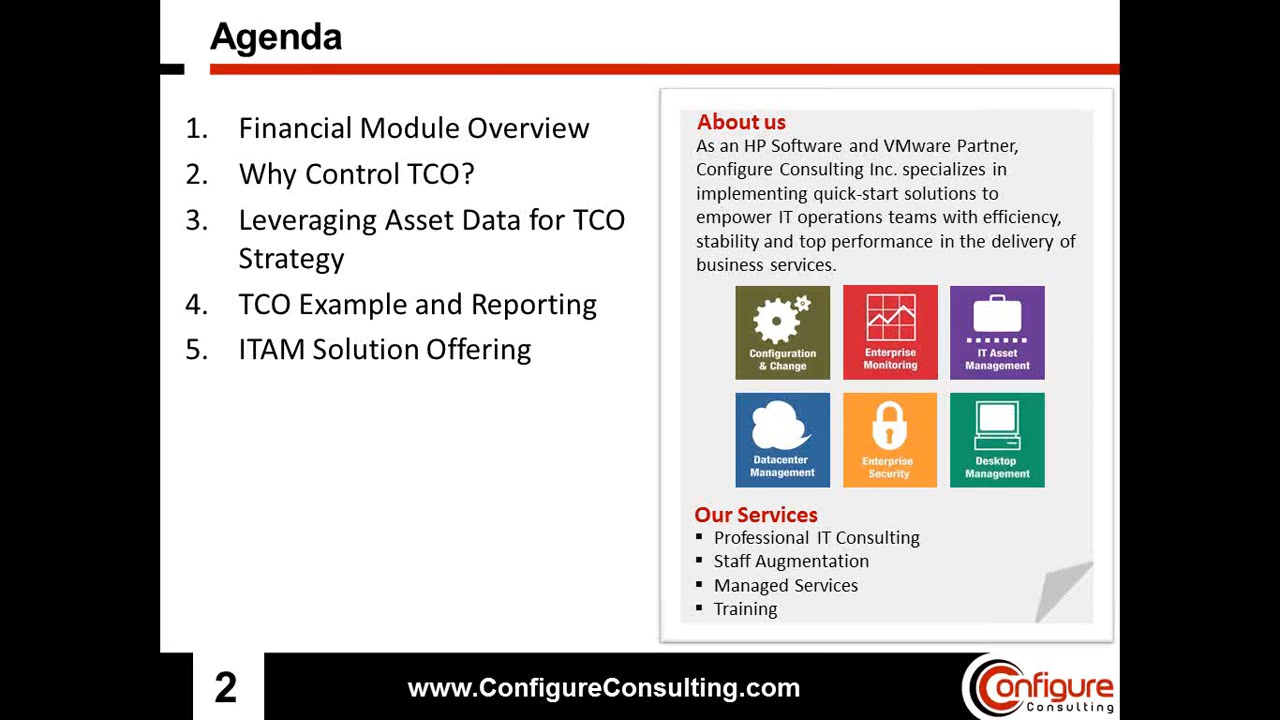 Agenda
1. Financial Module Overview
2. Why Control TCO?
3. Leveraging Asset Data for TCO
Strategy
4. TCO Example and Reporting
5. ITAM Solution Offering
About us
As an HP Software and VMware Partner,
Configure Consulting Inc. specializes in
implementing quick-start solutions to
empower IT operations teams with efficiency,
stability and top performance in the delivery of
business services.
Configuration
& Change
Enterprise
Monitoring
IT Asset
Management
Datacenter
Management
Enterprise
Security
Desktop
Management
Our Services
▪ Professional IT Consulting
▪ Staff Augmentation
▪ Managed Services
▪ Training
2
www.ConfigureConsulting.com
Configure
Consulting